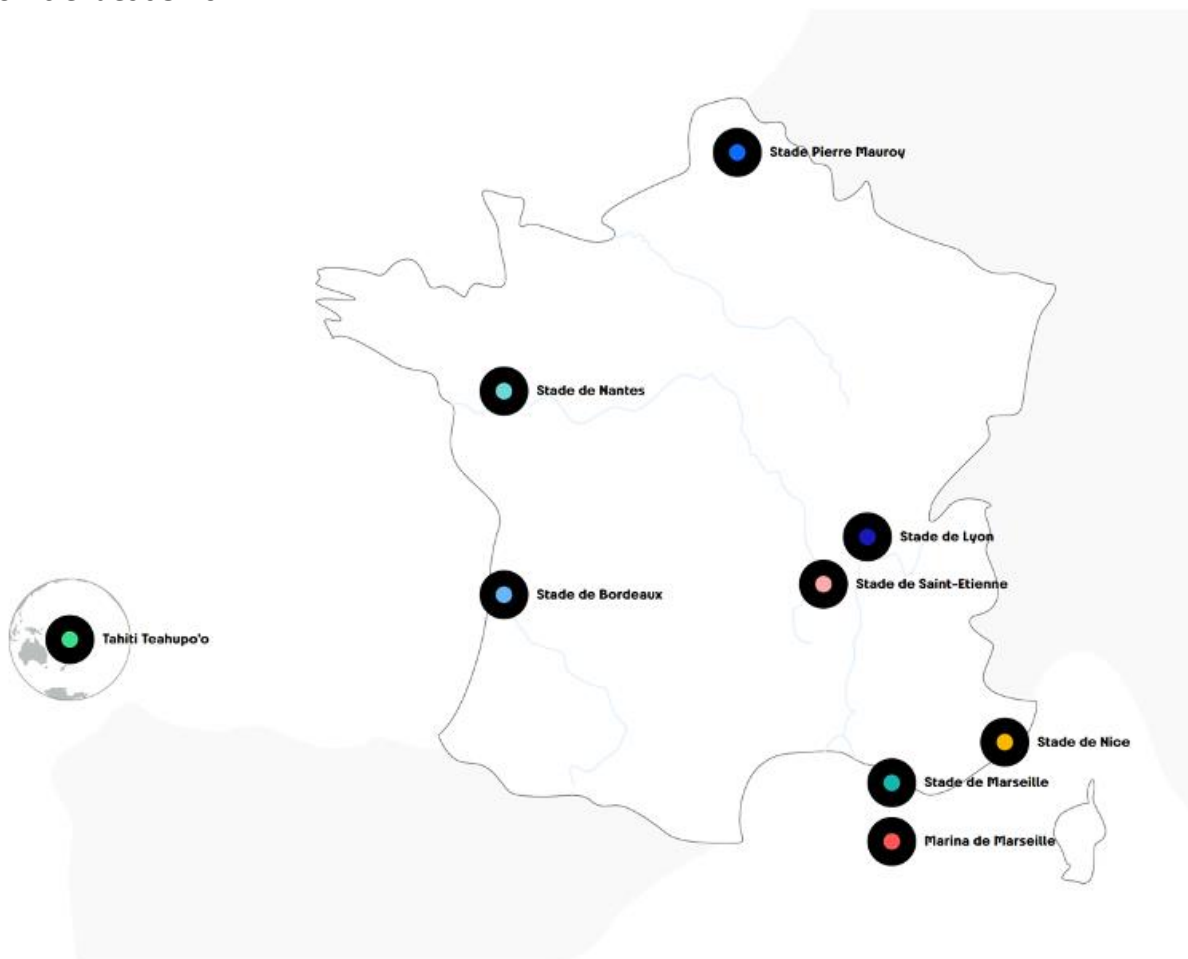 Stade Pierre Mauroy
Stade de Nantes
Stade de Lyon
Stade de Saint-Etienne
Stade de Bordeaux
Tahiti Teahupo'o
Stade de Nice
Stade de Marseille
Marina de Marseille